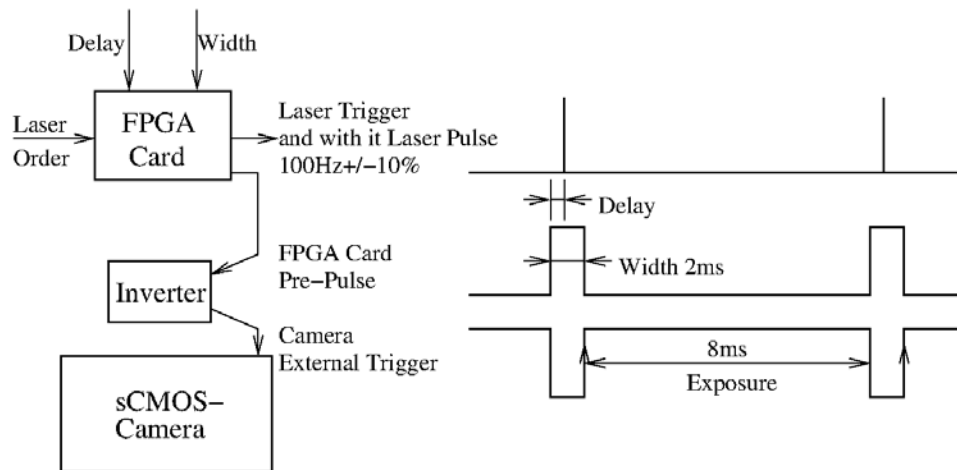 Delay
Width
Laser
Order
FPGA
Card
Laser Trigger
and with it Laser Pulse
100Hz+/−10%
FPGA Card
Pre−Pulse
Inverter
Camera
External Trigger
sCMOS−
Camera
Delay
Width 2ms
8ms
Exposure